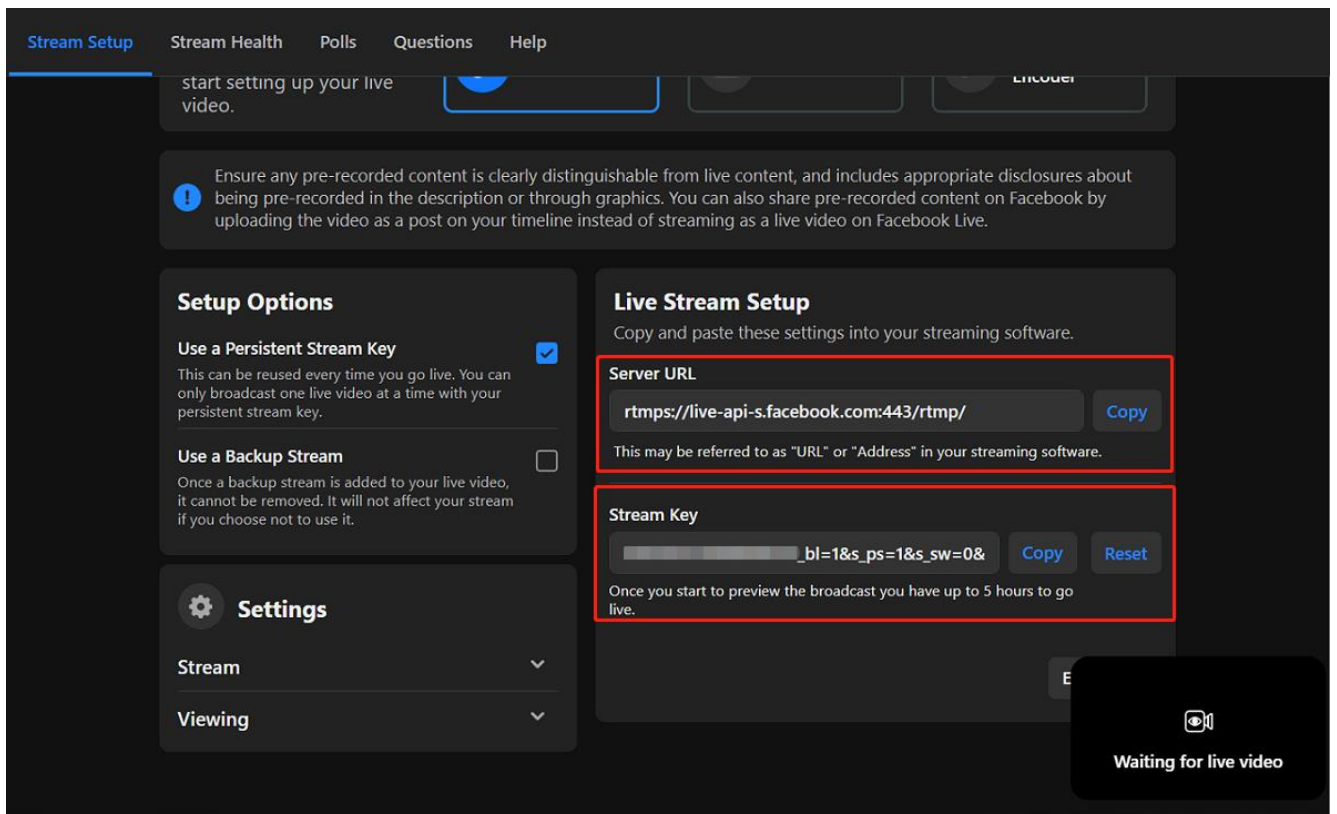 Stream Setup Stream Health Polls Questions Help
start setting up your live
video.
Encoder
Ensure any pre-recorded content is clearly distinguishable from live content, and includes appropriate disclosures about
being pre-recorded in the description or through graphics. You can also share pre-recorded content on Facebook by
uploading the video as a post on your timeline instead of streaming as a live video on Facebook Live.
Setup Options
Use a Persistent Stream Key
This can be reused every time you go live. You can
only broadcast one live video at a time with your
persistent stream key.
Use a Backup Stream
Once a backup stream is added to your live video,
it cannot be removed. It will not affect your stream
if you choose not to use it.
Settings
Stream
Viewing
Live Stream Setup
Copy and paste these settings into your streaming software.
Server URL
rtmps://live-api-s.facebook.com:443/rtmp/ Copy
This may be referred to as "URL" or "Address" in your streaming software.
Stream Key
_bl=1&s_ps=1&s_sw=0& Copy Reset
Once you start to preview the broadcast you have up to 5 hours to go
live.
Waiting for live video